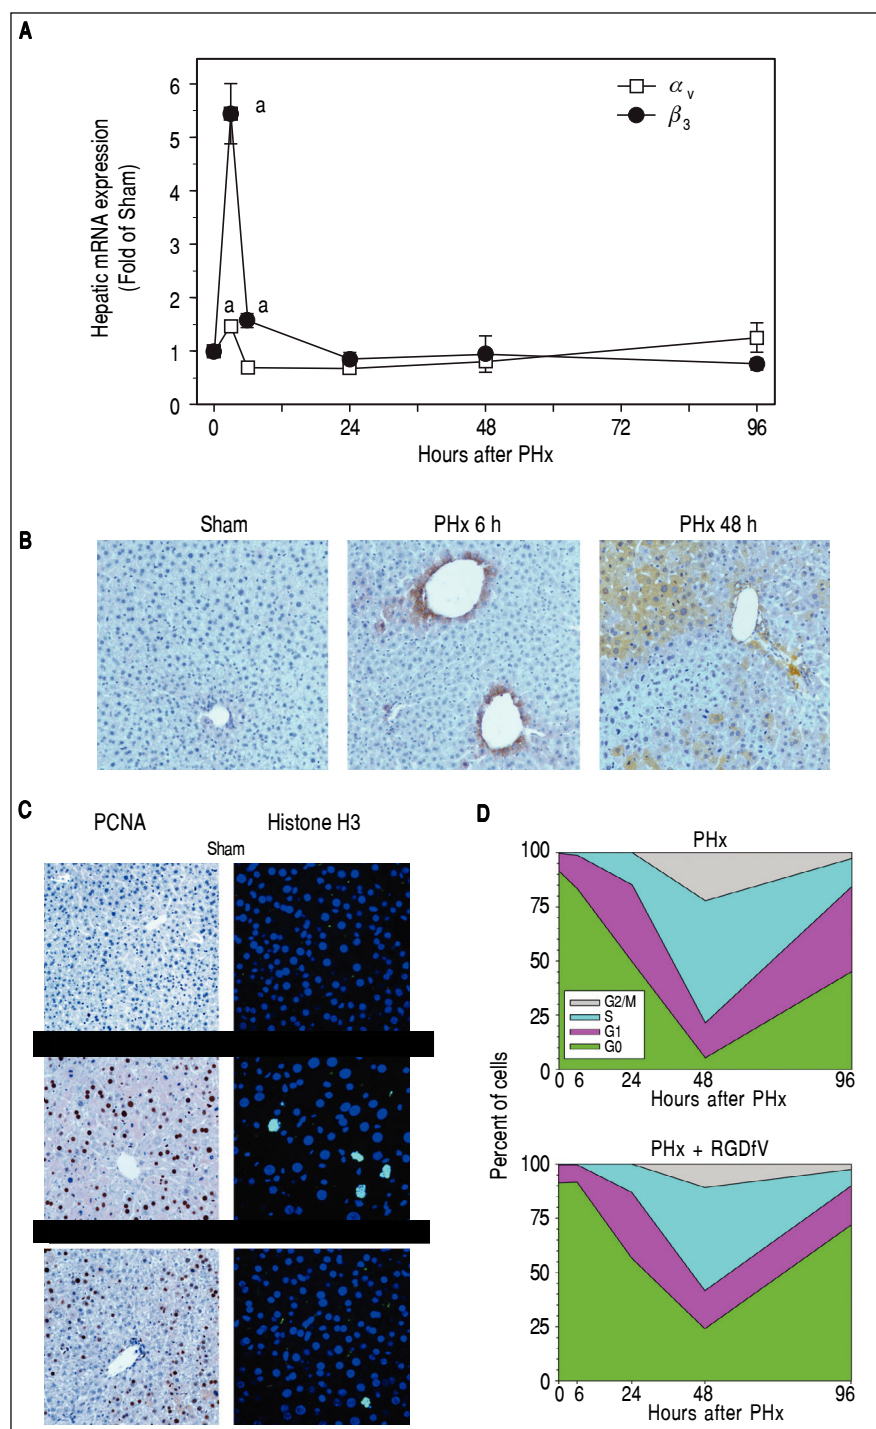 A
6
5
4
3
2
1
0
Hepatic mRNA expression
(Fold of Sham)
a
a a
α v
β 3
0 24 48 72 96
Hours after PHx
B
Sham PHx 6 h PHx 48 h
C
PCNA Histone H3
Sham
D
PHx
100
75
50
25
0
G2/M
S
G1
G0
0 6 24 48 96
Hours after PHx
Percent of cells
PHx + RGDfV
100
75
50
25
0
0 6 24 48 96
Hours after PHx